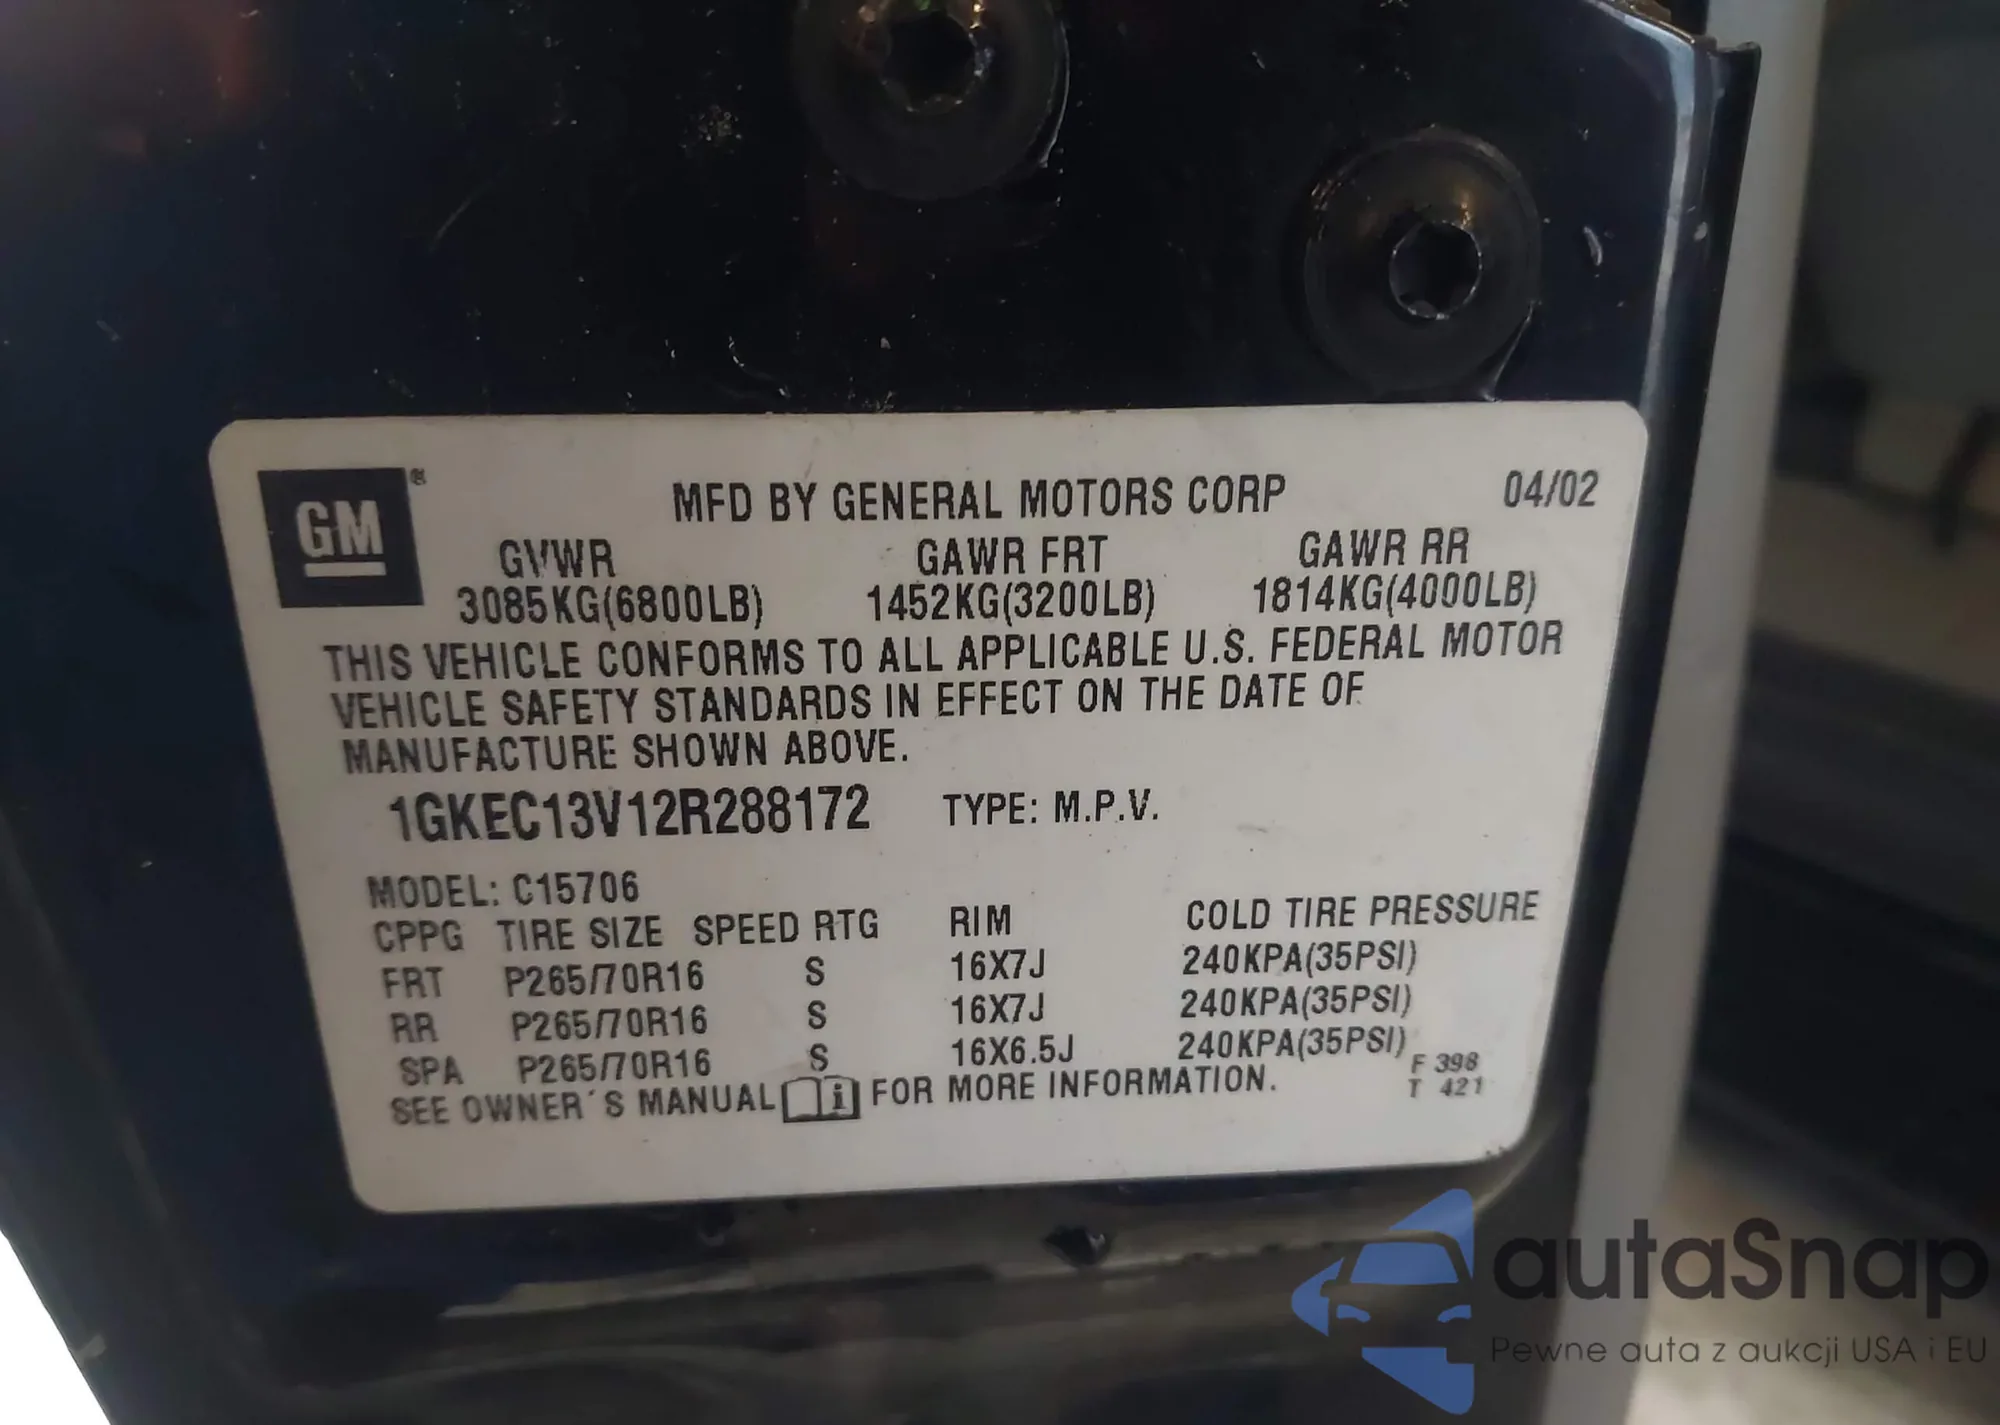 GM®
MFD BY GENERAL MOTORS CORP 04/02
GVWR GAWR FRT GAWR RR
3085KG(6800LB) 1452KG(3200LB) 1814KG(4000LB)
THIS VEHICLE CONFORMS TO ALL APPLICABLE U.S. FEDERAL MOTOR
VEHICLE SAFETY STANDARDS IN EFFECT ON THE DATE OF
MANUFACTURE SHOWN ABOVE.
1GKEC13V12R288172 TYPE: M.P.V.
MODEL: C15706
CPPG TIRE SIZE SPEED RTG RIM COLD TIRE PRESSURE
FRT P265/70R16 S 16X7J 240KPA(35PSI)
RR P265/70R16 S 16X7J 240KPA(35PSI)
SPA P265/70R16 S 16X6.5J 240KPA(35PSI)
F 398
SEE OWNER´S MANUAL i FOR MORE INFORMATION.
T 421
autaSnap
Pewne auta z aukcji USA i EU